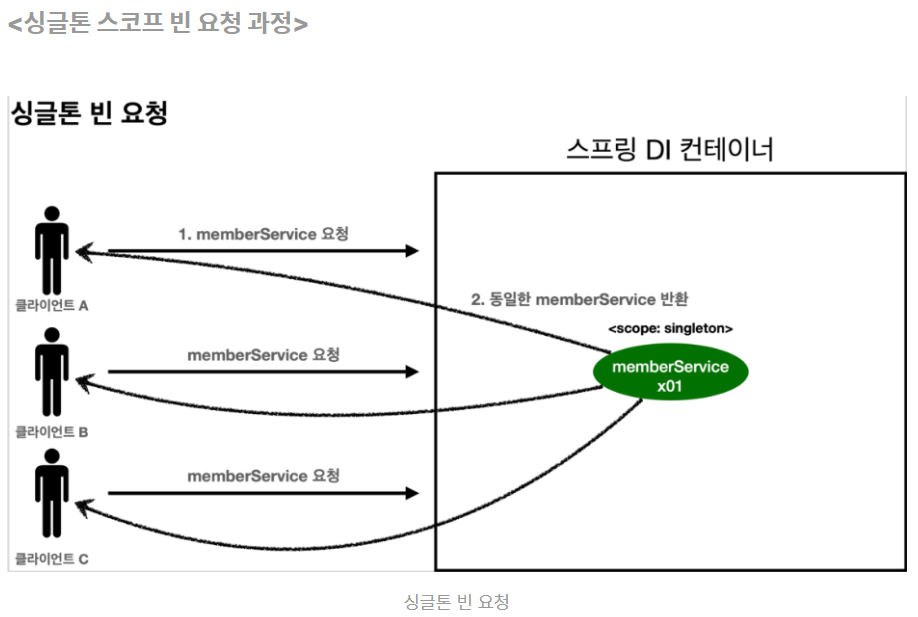 <싱글톤 스코프 빈 요청 과정>
싱글톤 빈 요청
스프링 DI 컨테이너
1. memberService 요청
클라이언트 A
2. 동일한 memberService 반환
<scope: singleton>
memberService 요청
memberService
x01
클라이언트 B
memberService 요청
클라이언트 C
싱글톤 빈 요청